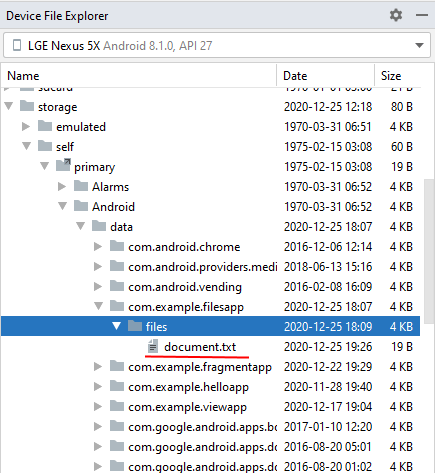 Device File Explorer
LGE Nexus 5X Android 8.1.0, API 27
Name Date Size
sdcard 1970-01-01 03:00 21 B
storage 2020-12-25 12:18 80 B
emulated 1970-03-31 06:51 4 KB
self 1975-02-15 03:08 60 B
primary 1975-02-15 03:08 19 B
Alarms 1970-03-31 06:52 4 KB
Android 1970-03-31 06:52 4 KB
data 2020-12-25 18:07 4 KB
com.android.chrome 2016-12-06 12:14 4 KB
com.android.providers.medi 2018-06-13 15:16 4 KB
com.android.vending 2016-02-08 16:09 4 KB
com.example.filesapp 2020-12-25 18:07 4 KB
files 2020-12-25 18:09 4 KB
document.txt 2020-12-25 19:26 19 B
com.example.fragmentapp 2020-12-22 19:29 4 KB
com.example.helloapp 2020-11-28 19:40 4 KB
com.example.viewapp 2020-12-17 19:04 4 KB
com.google.android.apps.bo 2017-01-10 12:20 4 KB
com.google.android.apps.cl 2016-08-20 05:01 4 KB
2016-08-20 04:02 4 KB